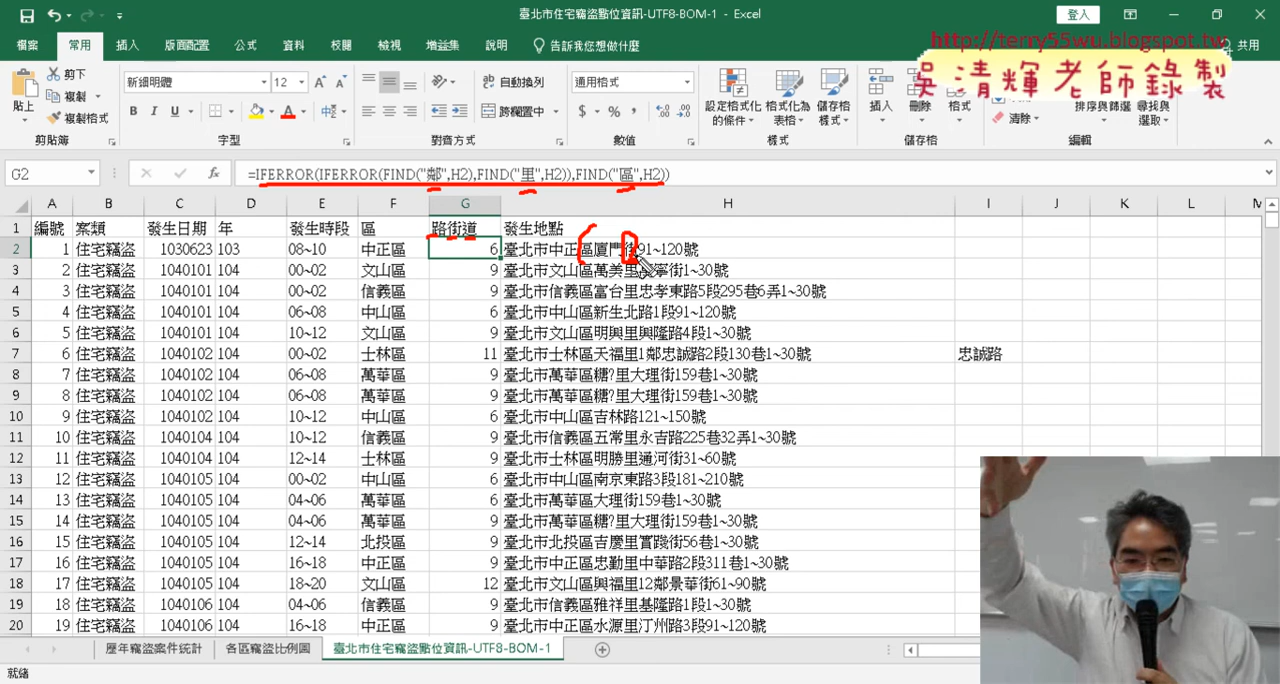 臺北市住宅竊盜點位資訊-UTF8-BOM-1 - Excel
登入
檔案 常用 插入 版面配置 公式 資料 校閱 檢視 增益集 說明 告訴我您想做什麼 共用
http://terry55wu.blogspot.tw
吳清輝老師錄製
貼上 剪下 複製 複製格式 剪貼簿
新細明體 12 B I U 字型
自動換列 跨欄置中 對齊方式
通用格式 $ % 數值
設定格式化的條件 格式化為表格 儲存格樣式 樣式
插入 刪除 格式 儲存格
清除 排序與篩選 尋找與選取 編輯
G2 fx =IFERROR(IFERROR(FIND("鄰",H2),FIND("里",H2)),FIND("區",H2))
A B C D E F G H I J K L M
1 編號 案類 發生日期 年 發生時段 區 路街道 發生地點
2 1 住宅竊盜 1030623 103 08~10 中正區 6 臺北市中正區廈門街91~120號
3 2 住宅竊盜 1040101 104 00~02 文山區 9 臺北市文山區萬美里萬寧街1~30號
4 3 住宅竊盜 1040101 104 00~02 信義區 9 臺北市信義區富台里忠孝東路5段295巷6弄1~30號
5 4 住宅竊盜 1040101 104 06~08 中山區 6 臺北市中山區新生北路1段91~120號
6 5 住宅竊盜 1040101 104 10~12 文山區 9 臺北市文山區明興里興隆路4段1~30號
7 6 住宅竊盜 1040102 104 00~02 士林區 11 臺北市士林區天福里1鄰忠誠路2段130巷1~30號 忠誠路
8 7 住宅竊盜 1040102 104 06~08 萬華區 9 臺北市萬華區糖?里大理街159巷1~30號
9 8 住宅竊盜 1040102 104 06~08 萬華區 9 臺北市萬華區糖?里大理街159巷1~30號
10 9 住宅竊盜 1040102 104 10~12 中山區 6 臺北市中山區吉林路121~150號
11 10 住宅竊盜 1040104 104 10~12 信義區 9 臺北市信義區五常里永吉路225巷32弄1~30號
12 11 住宅竊盜 1040104 104 12~14 士林區 9 臺北市士林區明勝里通河街31~60號
13 12 住宅竊盜 1040105 104 00~02 中山區 6 臺北市中山區南京東路3段181~210號
14 13 住宅竊盜 1040105 104 04~06 萬華區 6 臺北市萬華區大理街159巷1~30號
15 14 住宅竊盜 1040105 104 04~06 萬華區 9 臺北市萬華區糖?里大理街159巷1~30號
16 15 住宅竊盜 1040105 104 12~14 北投區 9 臺北市北投區吉慶里實踐街56巷1~30號
17 16 住宅竊盜 1040105 104 16~18 中正區 9 臺北市中正區忠勤里中華路2段311巷1~30號
18 17 住宅竊盜 1040105 104 18~20 文山區 12 臺北市文山區興福里12鄰景華街61~90號
19 18 住宅竊盜 1040106 104 04~06 信義區 9 臺北市信義區雅祥里基隆路1段1~30號
20 19 住宅竊盜 1040106 104 16~18 中正區 9 臺北市中正區水源里汀州路3段91~120號
歷年竊盜案件統計 各區竊盜比例圖 臺北市住宅竊盜點位資訊-UTF8-BOM-1
就緒